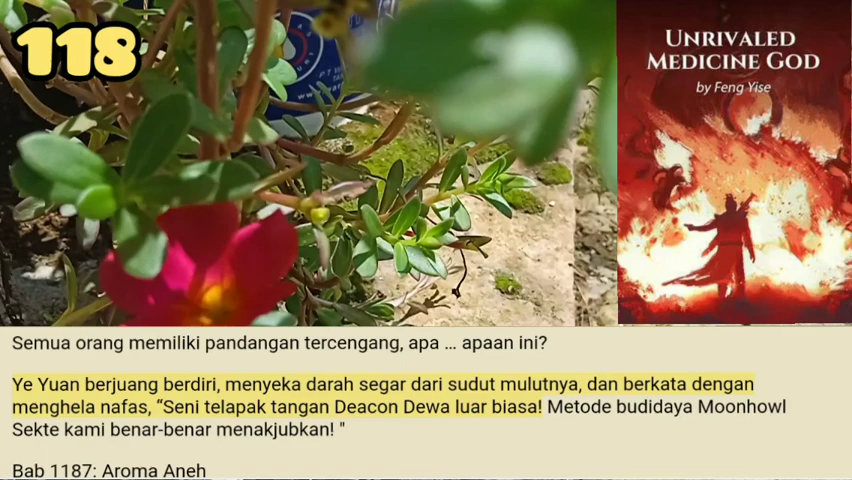 118
UNRIVALED
MEDICINE GOD
by Feng Yise
Semua orang memiliki pandangan tercengang, apa ... apaan ini?
Ye Yuan berjuang berdiri, menyeka darah segar dari sudut mulutnya, dan berkata dengan
menghela nafas, “Seni telapak tangan Deacon Dewa luar biasa! Metode budidaya Moonhowl
Sekte kami benar-benar menakjubkan! "
Bab 1187: Aroma Aneh